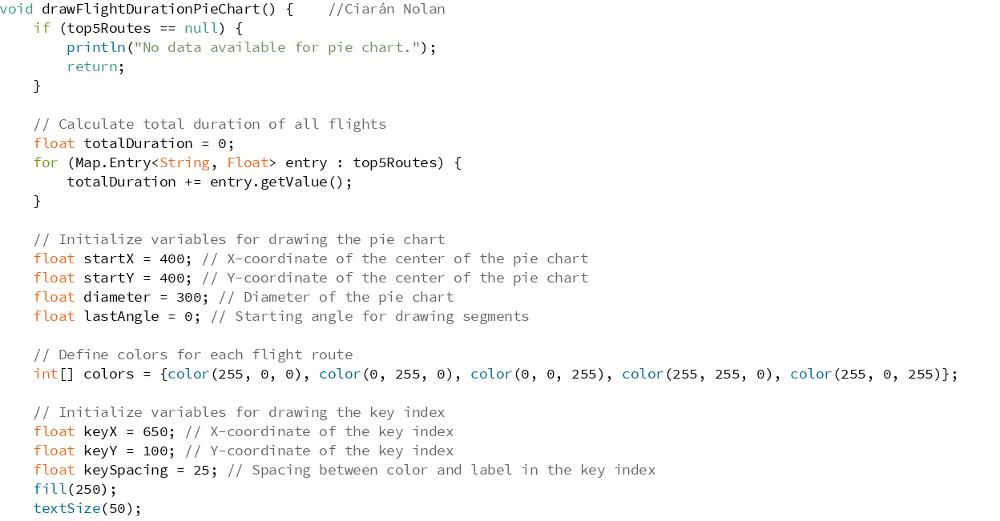 void drawFlightDurationPieChart() {    //Ciarán Nolan
    if (top5Routes == null) {
        println("No data available for pie chart.");
        return;
    }

    // Calculate total duration of all flights
    float totalDuration = 0;
    for (Map.Entry<String, Float> entry : top5Routes) {
        totalDuration += entry.getValue();
    }

    // Initialize variables for drawing the pie chart
    float startX = 400; // X-coordinate of the center of the pie chart
    float startY = 400; // Y-coordinate of the center of the pie chart
    float diameter = 300; // Diameter of the pie chart
    float lastAngle = 0; // Starting angle for drawing segments

    // Define colors for each flight route
    int[] colors = {color(255, 0, 0), color(0, 255, 0), color(0, 0, 255), color(255, 255, 0), color(255, 0, 255)};

    // Initialize variables for drawing the key index
    float keyX = 650; // X-coordinate of the key index
    float keyY = 100; // Y-coordinate of the key index
    float keySpacing = 25; // Spacing between color and label in the key index
    fill(250);
    textSize(50);